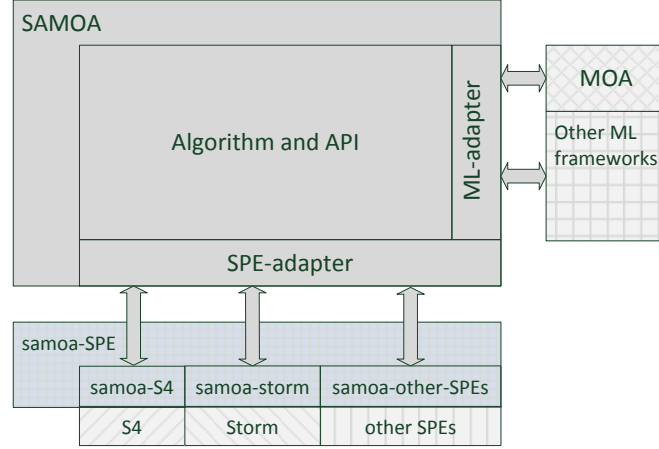 SAMOA
Algorithm and API
ML-adapter
MOA
Other ML
frameworks
SPE-adapter
samoa-SPE
samoa-S4
samoa-storm
samoa-other-SPEs
S4
Storm
other SPEs